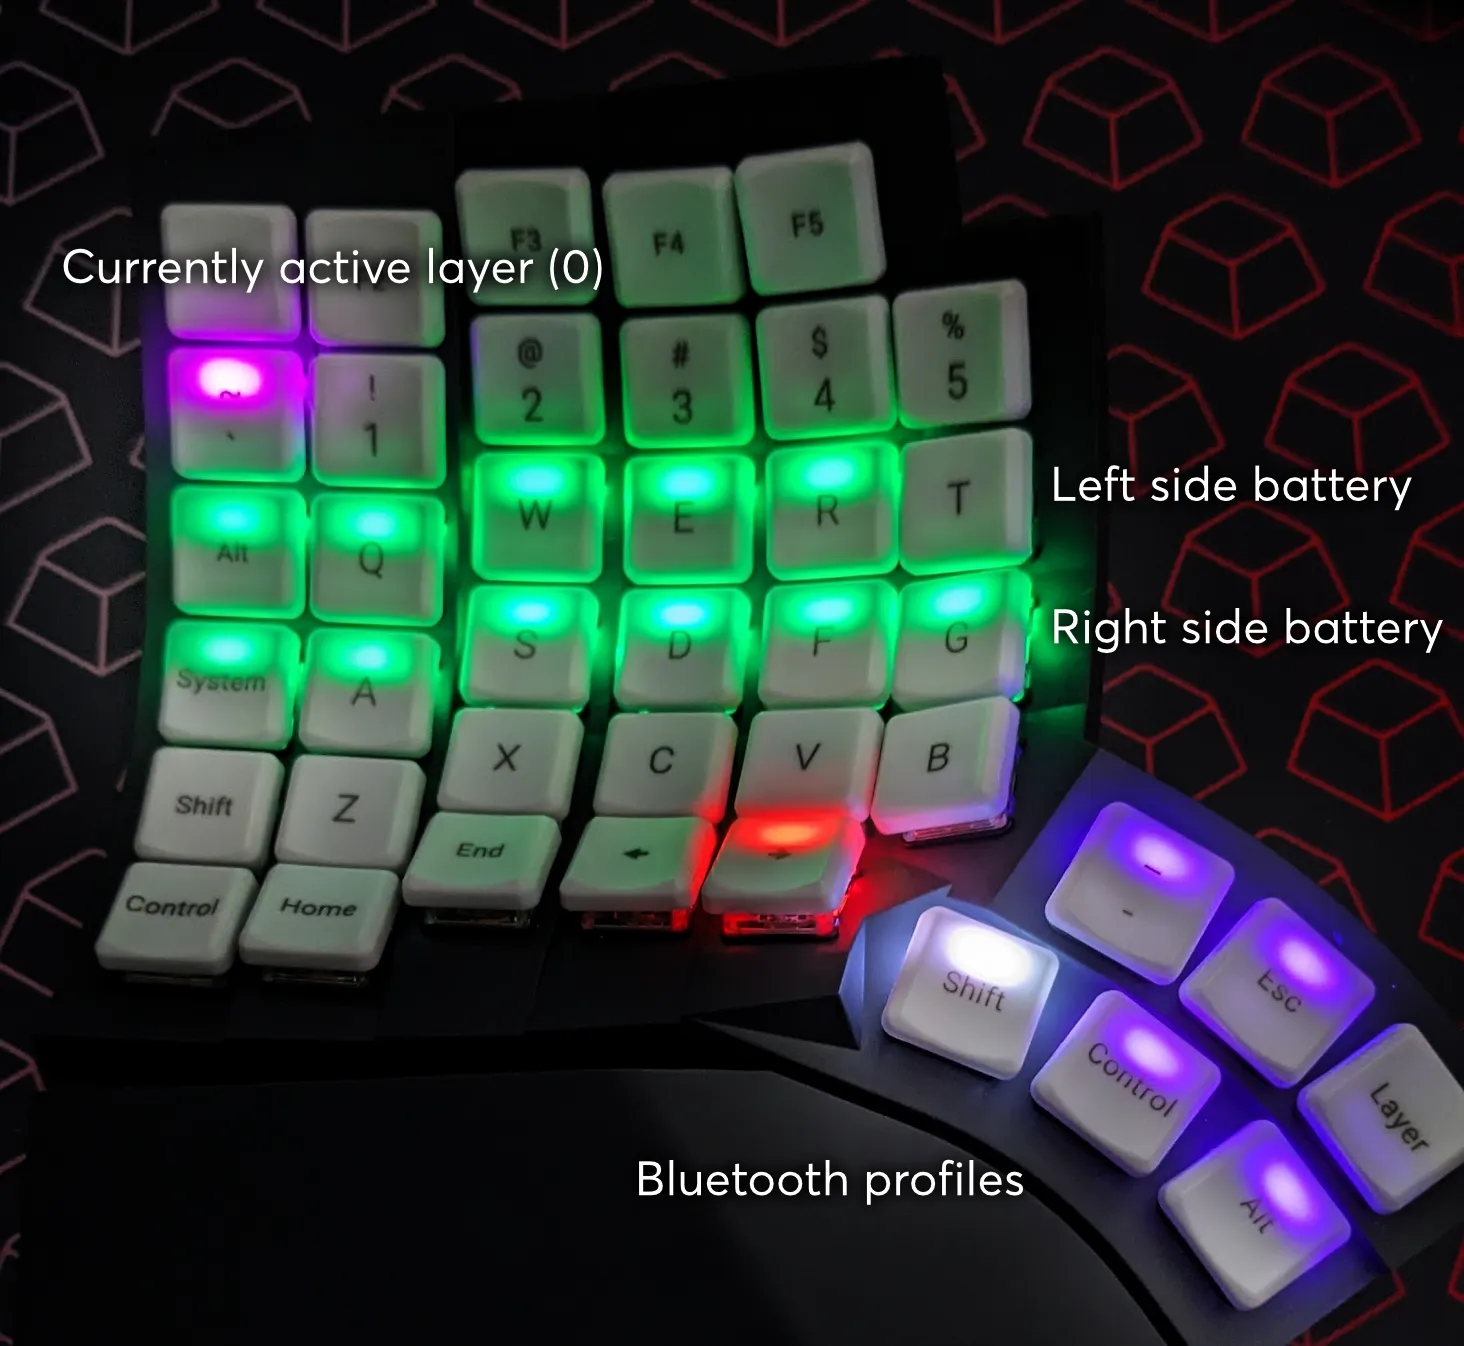 F3
F4
F5
Currently active layer (0)
@
2
#
3
$
4
%
5
~
`
!
1
Alt
Q
W
E
R
T
Left side battery
System
A
S
D
F
G
Right side battery
Shift
Z
X
C
V
B
Control
Home
End
←
→
_
-
Shift
Esc
Control
Layer
Alt
Bluetooth profiles